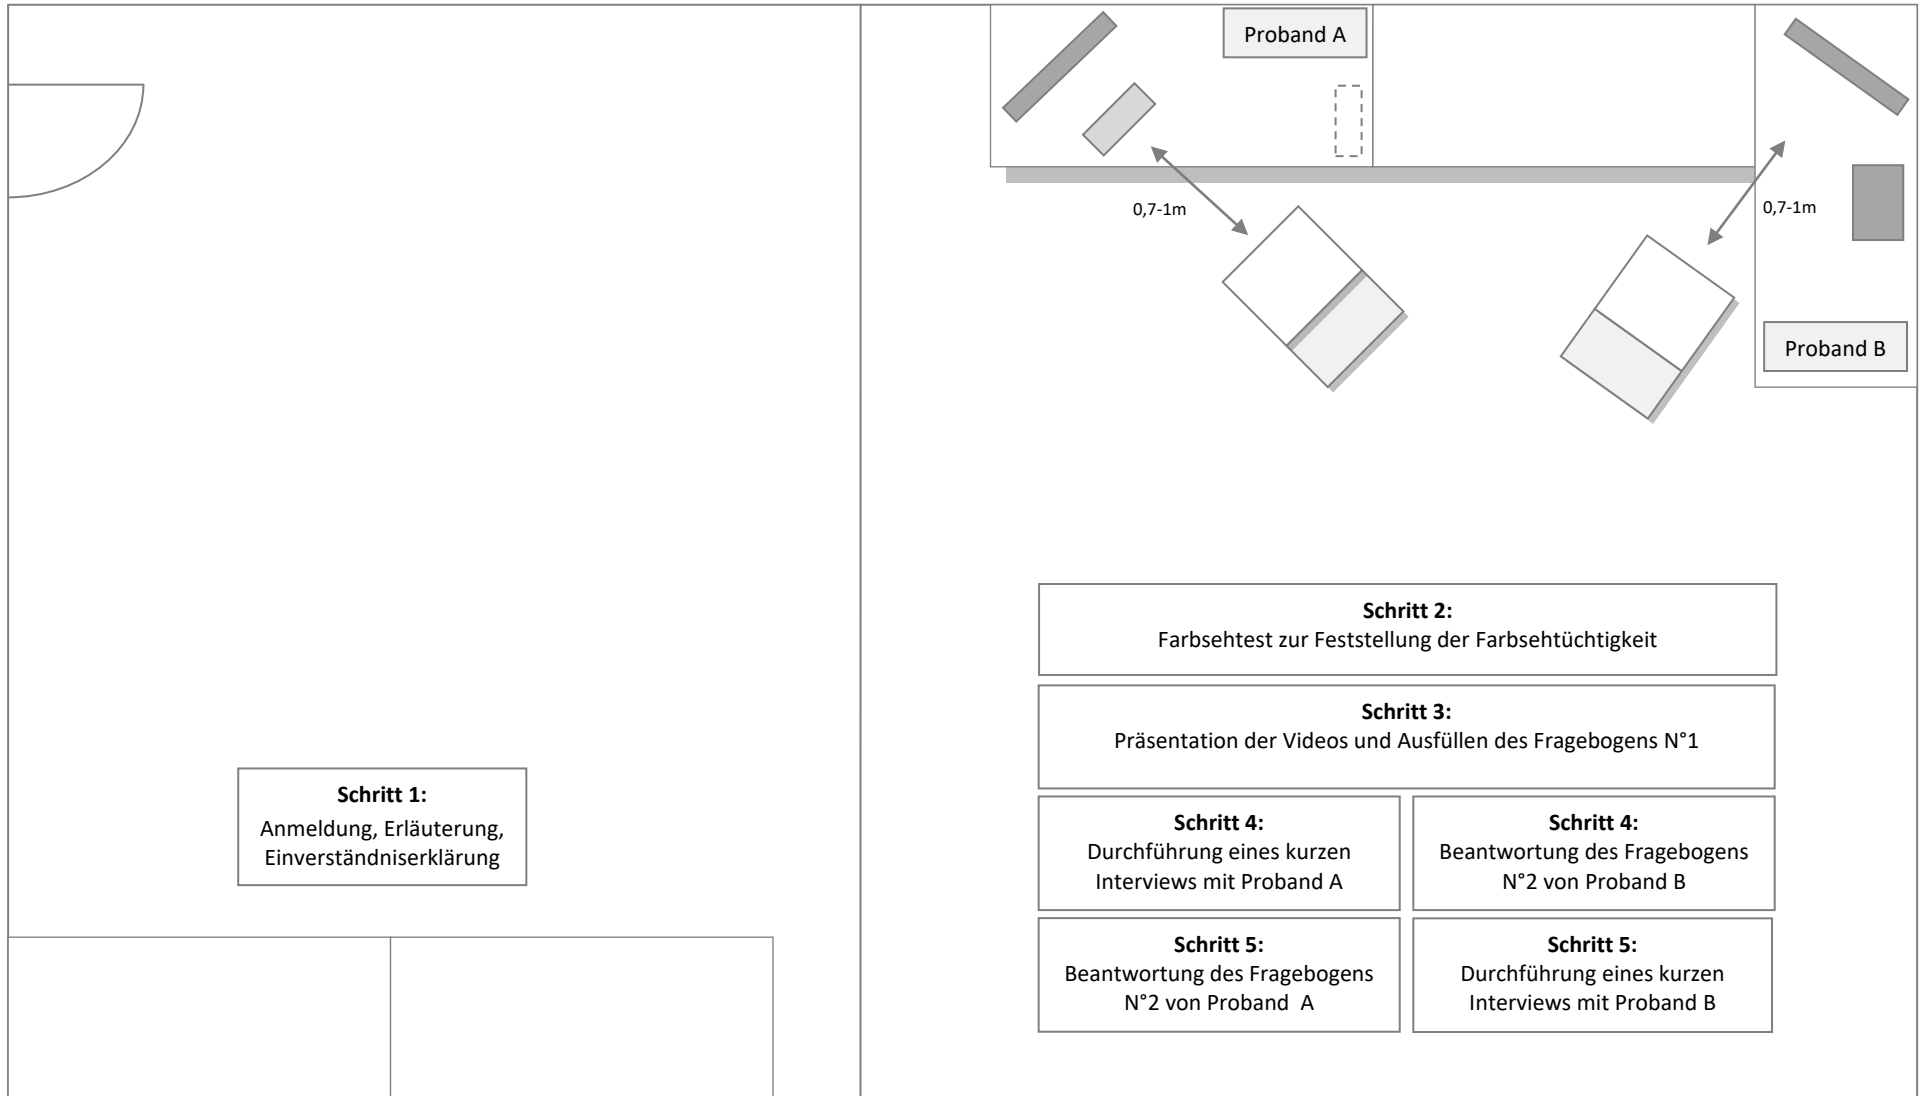 Proband A
0,7-1m
0,7-1m
Proband B
Schritt 1:
Anmeldung, Erläuterung,
Einverständniserklärung
Schritt 2:
Farbsehtest zur Feststellung der Farbsehtüchtigkeit
Schritt 3:
Präsentation der Videos und Ausfüllen des Fragebogens N°1
Schritt 4:
Durchführung eines kurzen
Interviews mit Proband A
Schritt 4:
Beantwortung des Fragebogens
N°2 von Proband B
Schritt 5:
Beantwortung des Fragebogens
N°2 von Proband  A
Schritt 5:
Durchführung eines kurzen
Interviews mit Proband B